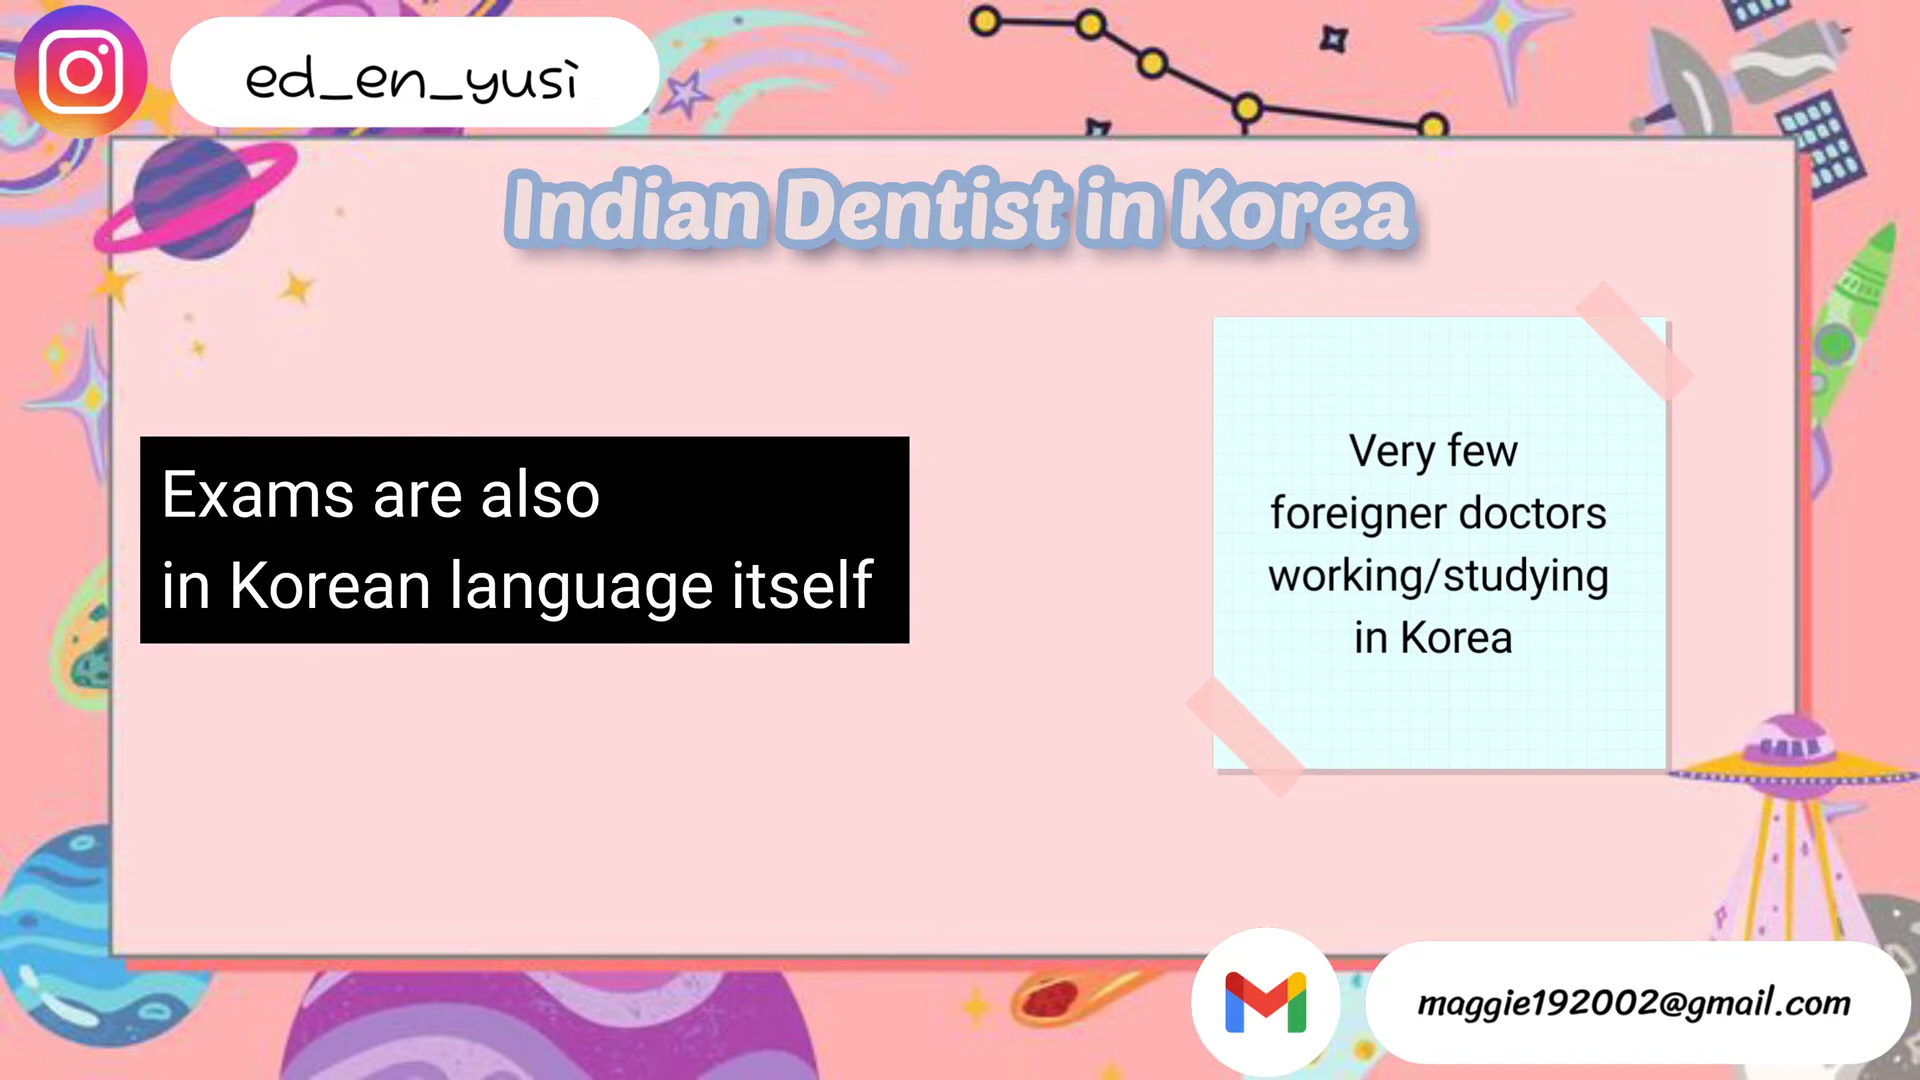 ed_en_yusi
Indian Dentist in Korea
Exams are also
in Korean language itself
Very few
foreigner doctors
working/studying
in Korea
maggie192002@gmail.com